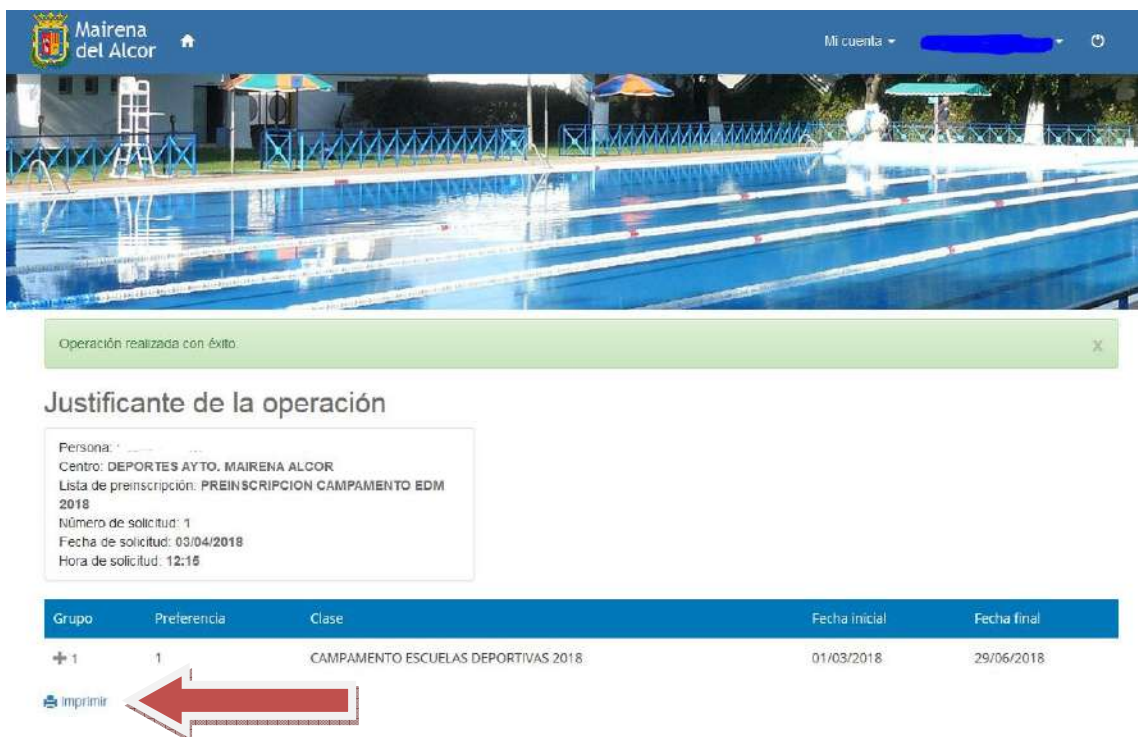 Mairena
del Alcor
Mi cuenta
Operación realizada con éxito.
x
Justificante de la operación
Persona:
Centro: DEPORTES AYTO. MAIRENA ALCOR
Lista de preinscripción: PREINSCRIPCION CAMPAMENTO EDM
2018
Número de solicitud: 1
Fecha de solicitud: 03/04/2018
Hora de solicitud: 12:15
Grupo Preferencia Clase Fecha inicial Fecha final
1 1 CAMPAMENTO ESCUELAS DEPORTIVAS 2018 01/03/2018 29/06/2018
Imprimir